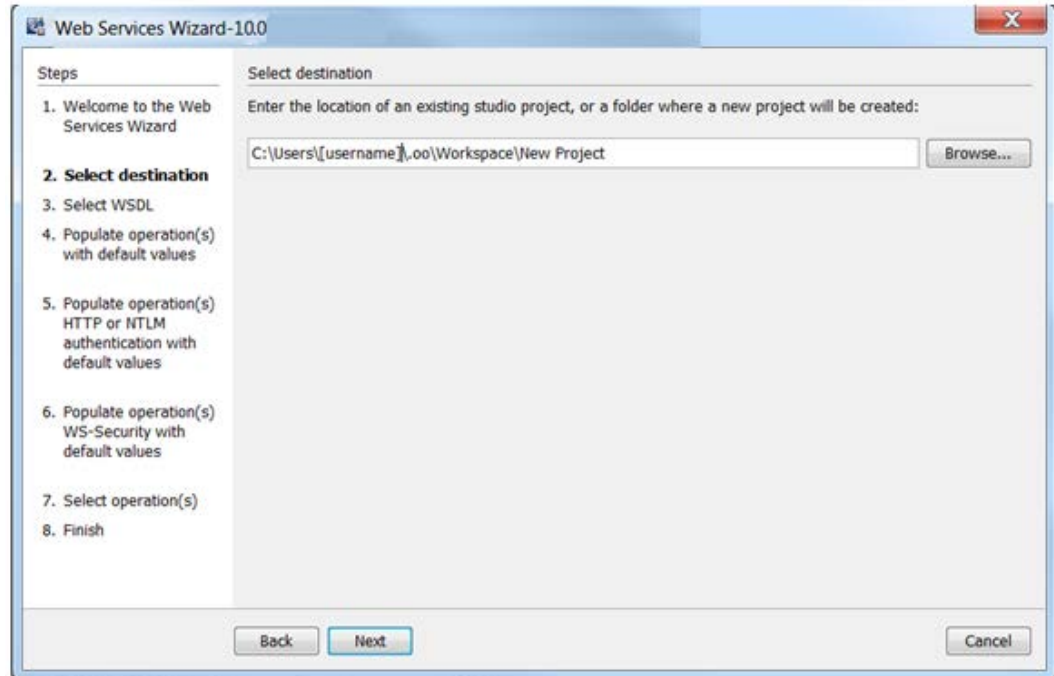 Web Services Wizard-10.0
Steps
1. Welcome to the Web
Services Wizard
2. Select destination
3. Select WSDL
4. Populate operation(s)
with default values
5. Populate operation(s)
HTTP or NTLM
authentication with
default values
6. Populate operation(s)
WS-Security with
default values
7. Select operation(s)
8. Finish
Select destination
Enter the location of an existing studio project, or a folder where a new project will be created:
C:\Users\[username]\.oo\Workspace\New Project
Browse...
Back
Next
Cancel